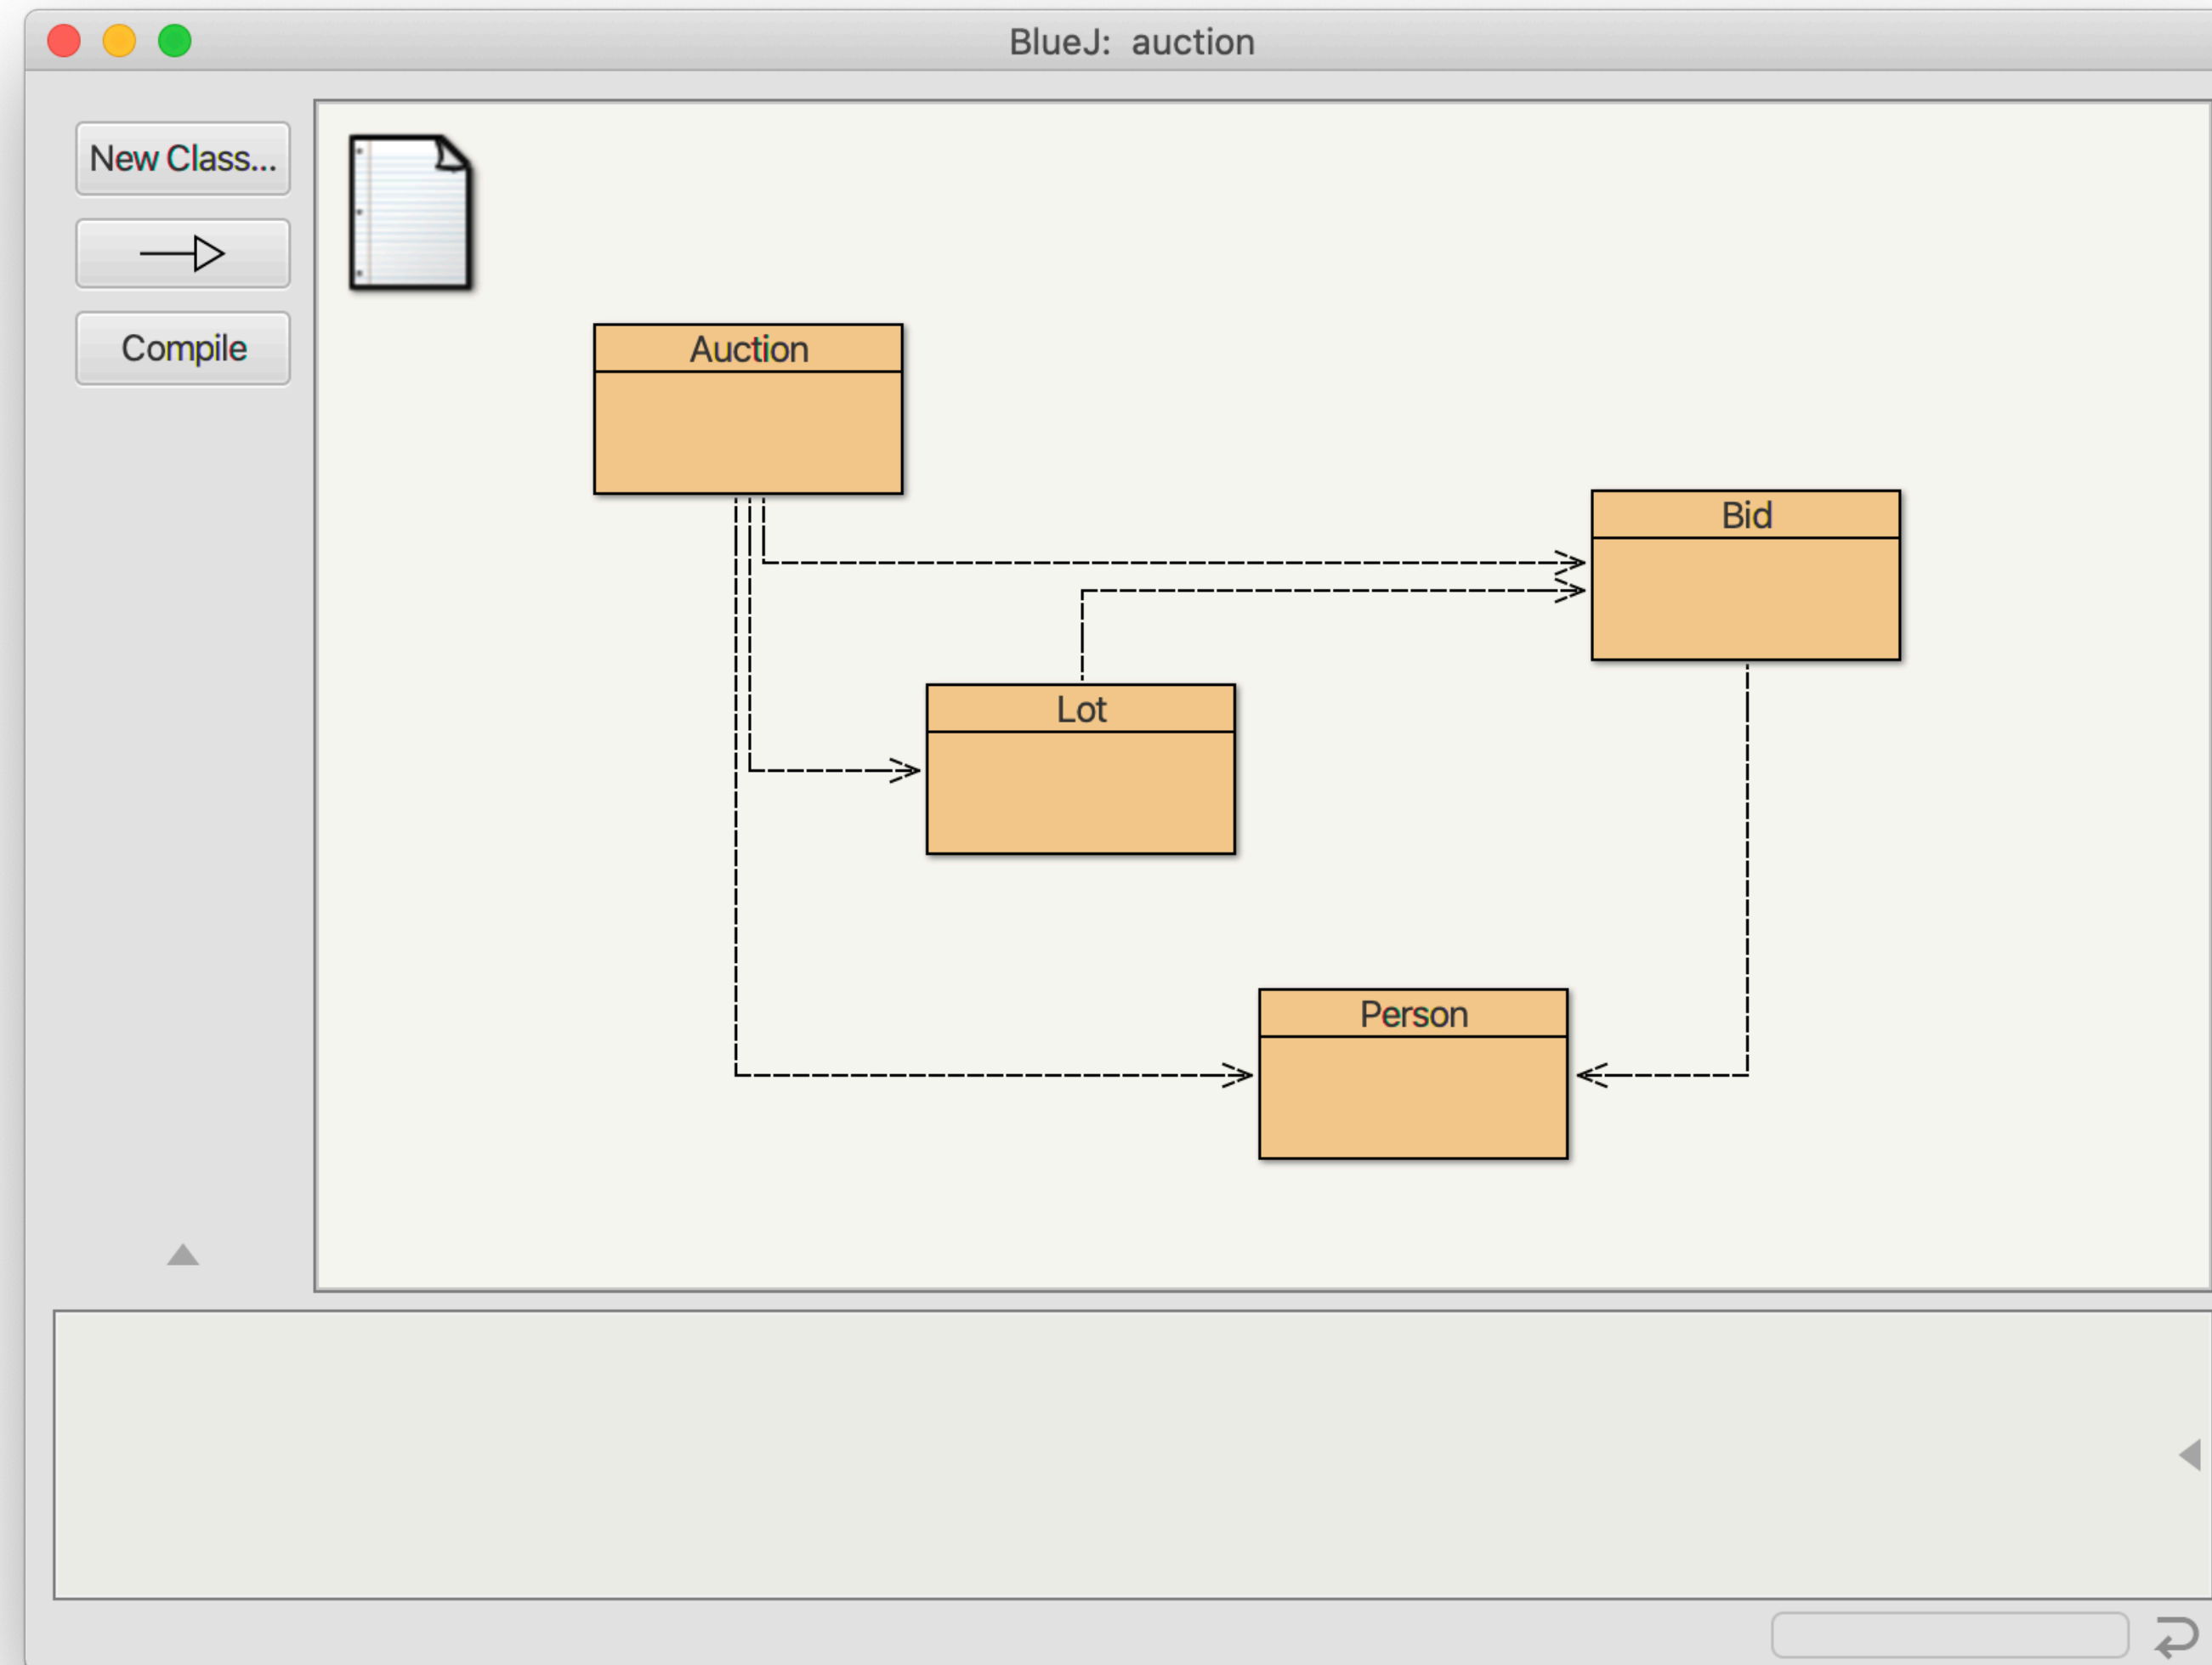 BlueJ: auction
New Class...
Compile
Auction
Bid
Lot
Person